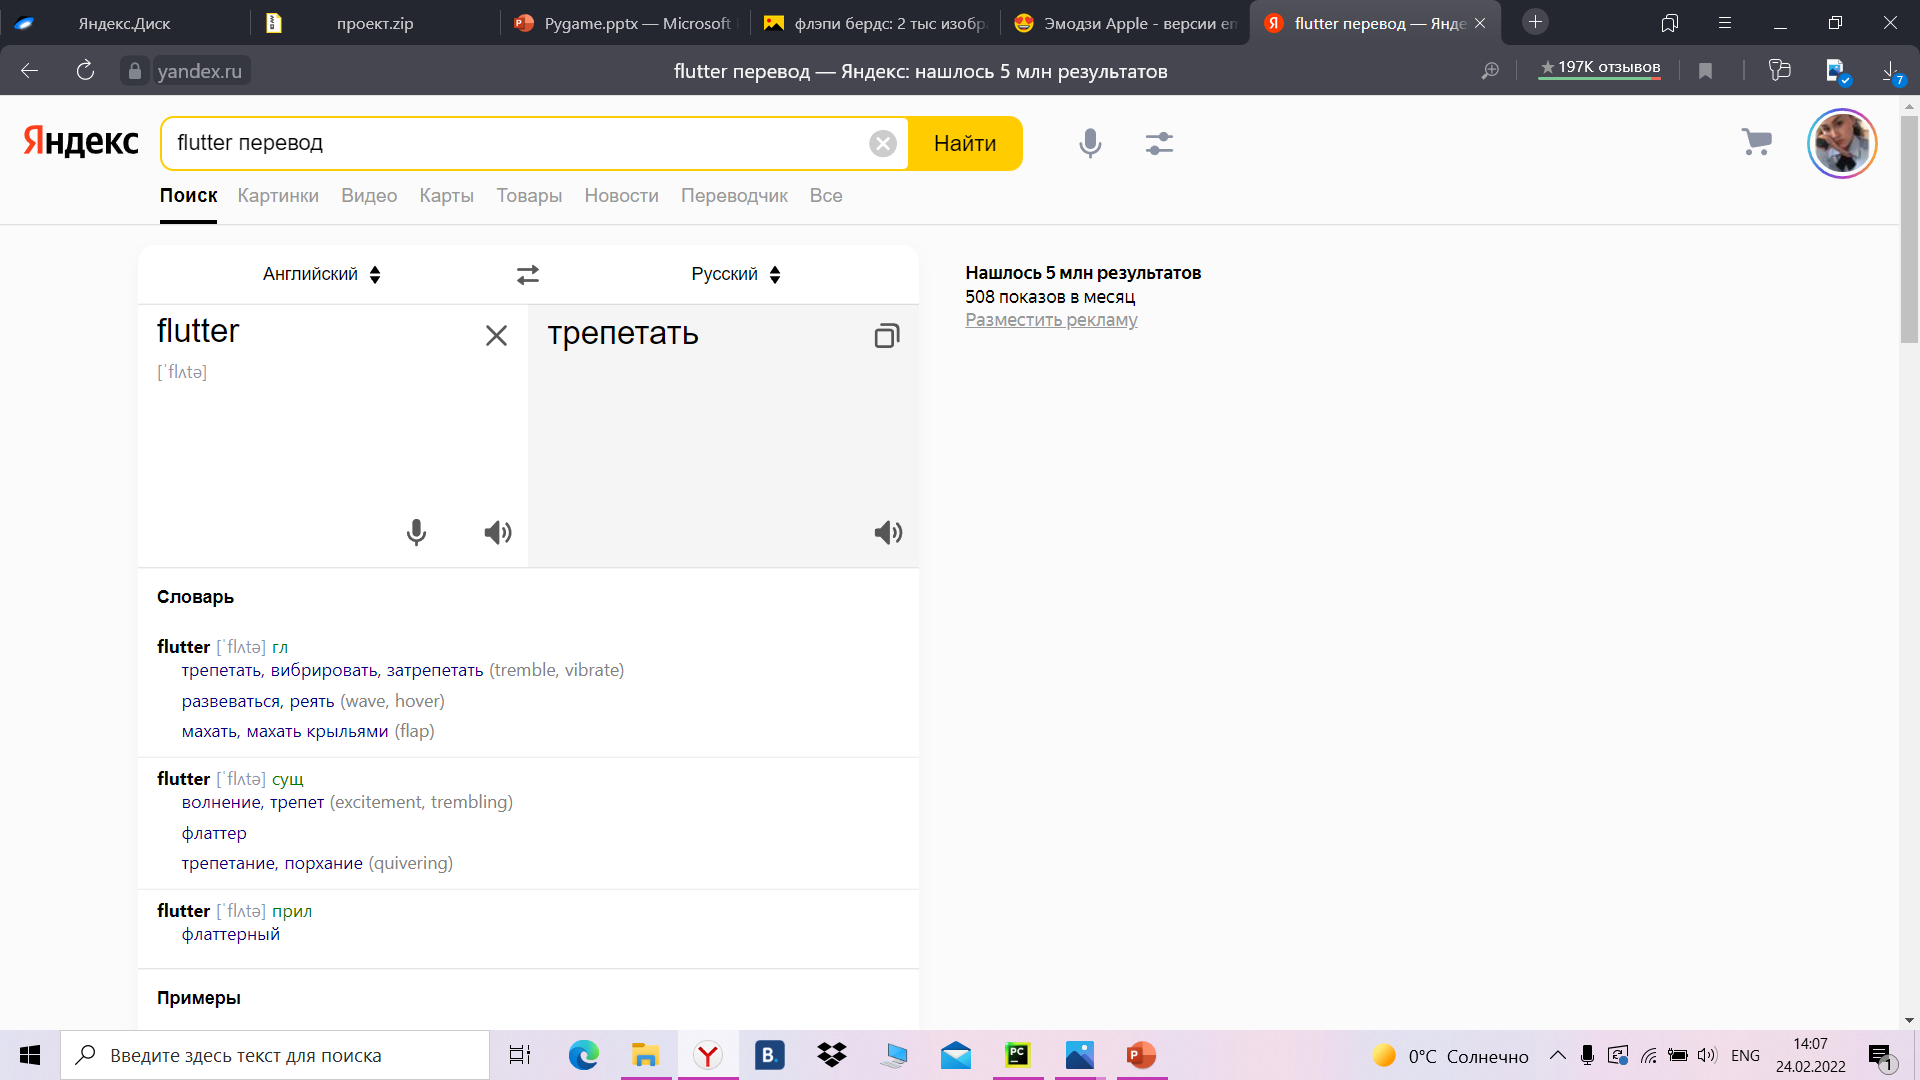 Яндекс.Диск
проект.zip
Pygame.pptx — Microsoft
флэпи бердс: 2 тыс изобра
Эмодзи Apple - версии em
flutter перевод — Янде
yandex.ru
flutter перевод — Яндекс: нашлось 5 млн результатов
197K отзывов
7
Яндекс
flutter перевод
Найти
Поиск Картинки Видео Карты Товары Новости Переводчик Все
Английский
Русский
Нашлось 5 млн результатов
508 показов в месяц
Разместить рекламу
flutter
трепетать
[ˈflʌtə]
Словарь
flutter [ˈflʌtə] гл
трепетать, вибрировать, затрепетать (tremble, vibrate)
развеваться, реять (wave, hover)
махать, махать крыльями (flap)
flutter [ˈflʌtə] сущ
волнение, трепет (excitement, trembling)
флаттер
трепетание, порхание (quivering)
flutter [ˈflʌtə] прил
флаттерный
Примеры
Введите здесь текст для поиска
B.
PC
P
0°C Солнечно
ENG
14:07
24.02.2022
1